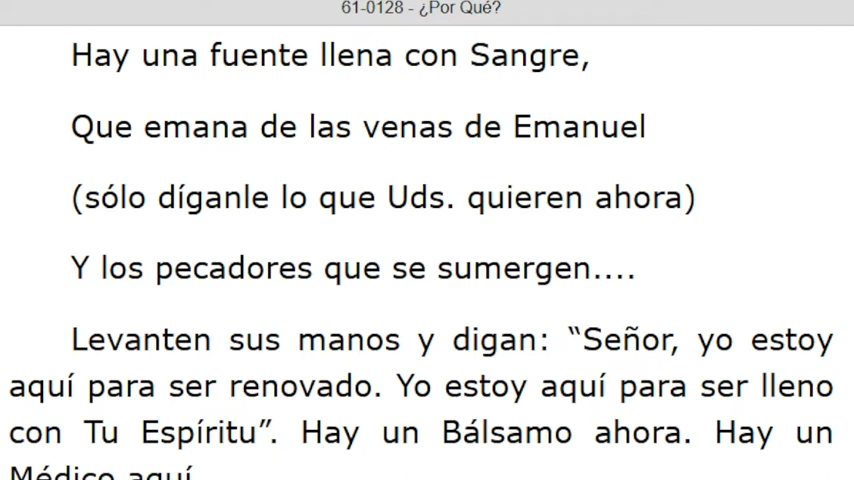 61-0128 - ¿Por Qué?
Hay una fuente llena con Sangre,
Que emana de las venas de Emanuel
(sólo díganle lo que Uds. quieren ahora)
Y los pecadores que se sumergen....
Levanten sus manos y digan: “Señor, yo estoy
aquí para ser renovado. Yo estoy aquí para ser lleno
con Tu Espíritu”. Hay un Bálsamo ahora. Hay un
Médico aquí